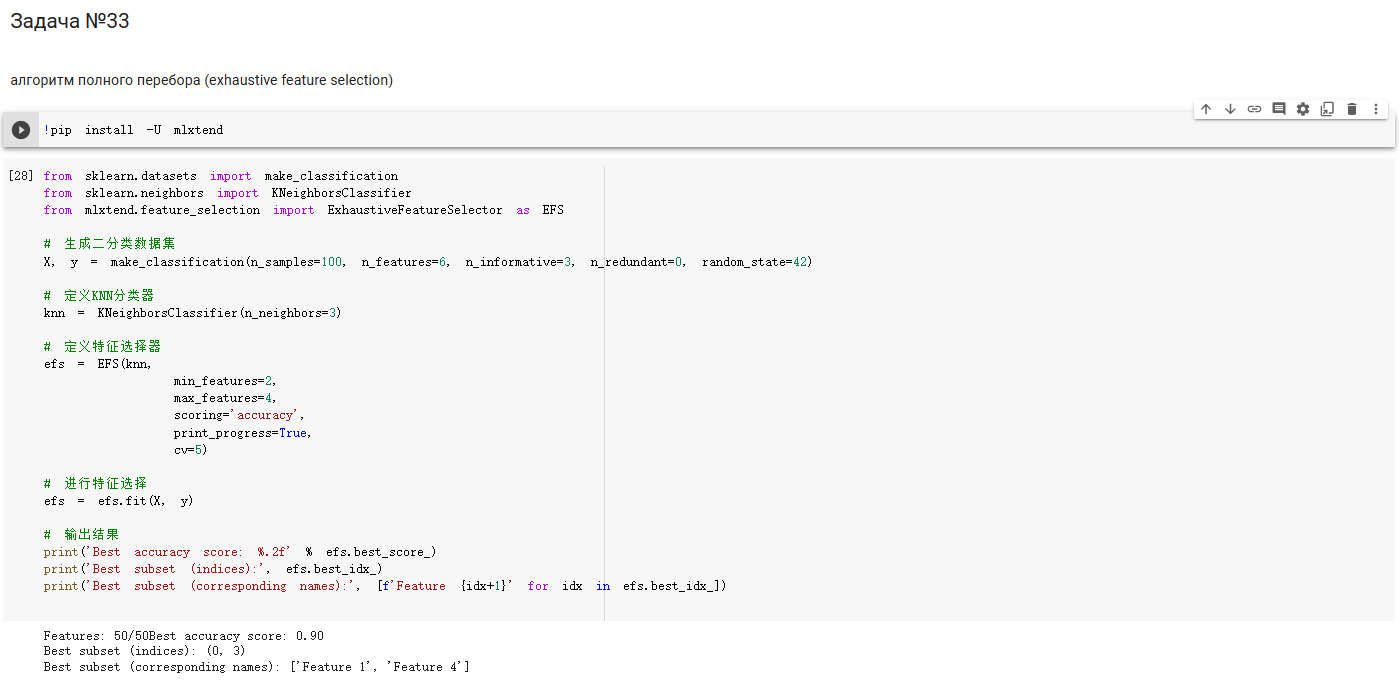 Задача №33
алгоритм полного перебора (exhaustive feature selection)
!pip install -U mlxtend
[28] from sklearn.datasets import make_classification
from sklearn.neighbors import KNeighborsClassifier
from mlxtend.feature_selection import ExhaustiveFeatureSelector as EFS
# 生成二分类数据集
X, y = make_classification(n_samples=100, n_features=6, n_informative=3, n_redundant=0, random_state=42)
# 定义KNN分类器
knn = KNeighborsClassifier(n_neighbors=3)
# 定义特征选择器
efs = EFS(knn,
min_features=2,
max_features=4,
scoring='accuracy',
print_progress=True,
cv=5)
# 进行特征选择
efs = efs.fit(X, y)
# 输出结果
print('Best accuracy score: %.2f' % efs.best_score_)
print('Best subset (indices):', efs.best_idx_)
print('Best subset (corresponding names):', [f'Feature {idx+1}' for idx in efs.best_idx_])
Features: 50/50Best accuracy score: 0.90
Best subset (indices): (0, 3)
Best subset (corresponding names): ['Feature 1', 'Feature 4']